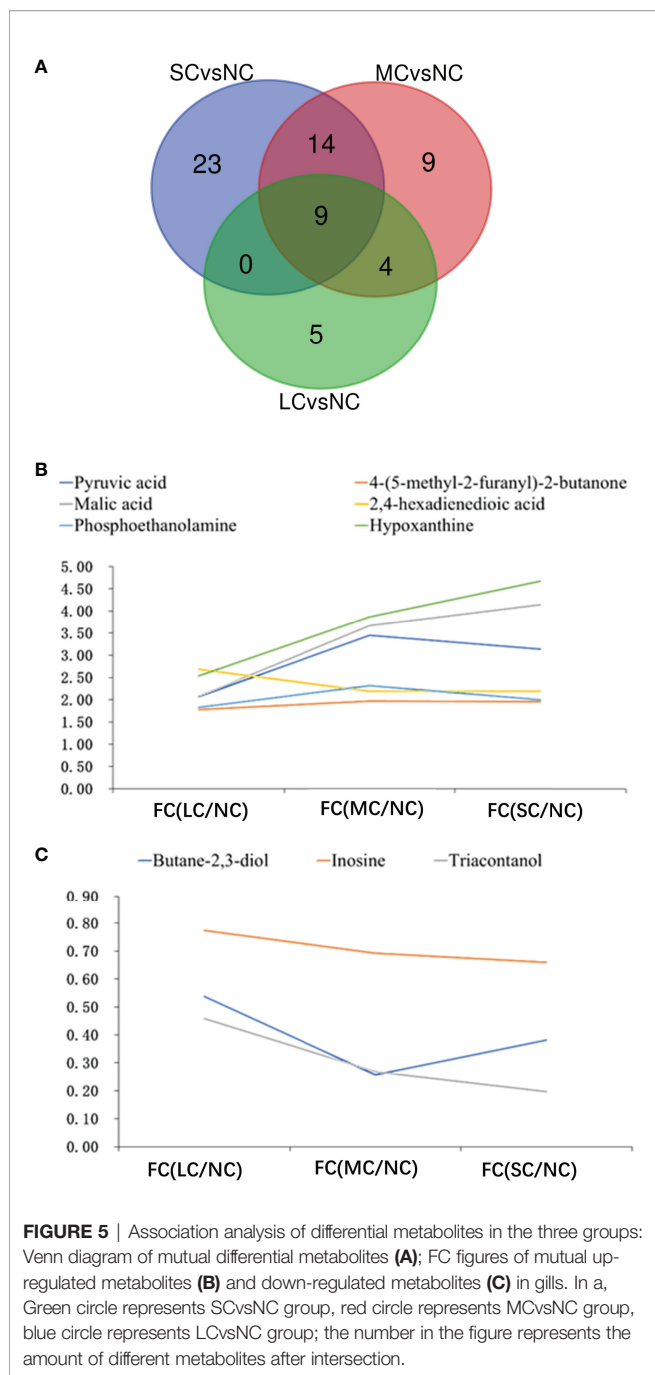 A
SCvsNC
MCvsNC
23
14
9
9
0
4
5
LCvsNC
B
Pyruvic acid
4-(5-methyl-2-furanyl)-2-butanone
Malic acid
2,4-hexadienedioic acid
Phosphoethanolamine
Hypoxanthine
5.00
4.50
4.00
3.50
3.00
2.50
2.00
1.50
1.00
0.50
0.00
FC(LC/NC)
FC(MC/NC)
FC(SC/NC)
C
Butane-2,3-diol
Inosine
Triacontanol
0.90
0.80
0.70
0.60
0.50
0.40
0.30
0.20
0.10
0.00
FC(LC/NC)
FC(MC/NC)
FC(SC/NC)
FIGURE 5 | Association analysis of differential metabolites in the three groups:
Venn diagram of mutual differential metabolites (A); FC figures of mutual up-
regulated metabolites (B) and down-regulated metabolites (C) in gills. In a,
Green circle represents SCvsNC group, red circle represents MCvsNC group,
blue circle represents LCvsNC group; the number in the figure represents the
amount of different metabolites after intersection.